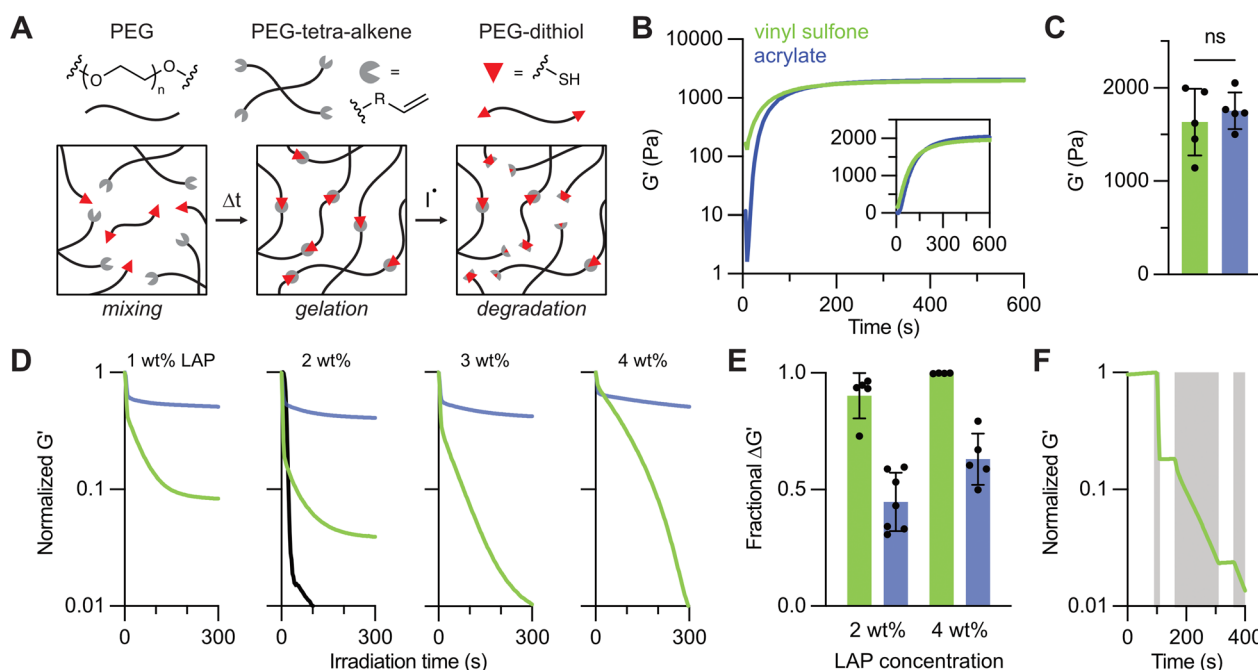 A
PEG
PEG-tetra-alkene
PEG-dithiol
O
O
n
=
R
=
SH
Δt
I•
mixing
gelation
degradation
B
vinyl sulfone
acrylate
10000
1000
100
10
1
G' (Pa)
0
200
400
600
Time (s)
2000
1000
0
0
300
600
C
ns
2000
1000
0
G' (Pa)
D
1 wt% LAP
2 wt%
3 wt%
4 wt%
1
0.1
0.01
Normalized G'
0
300
0
300
0
300
0
300
Irradiation time (s)
E
1.0
0.5
0.0
Fractional ΔG'
2 wt%
4 wt%
LAP concentration
F
1
0.1
0.01
Normalized G'
0
200
400
Time (s)